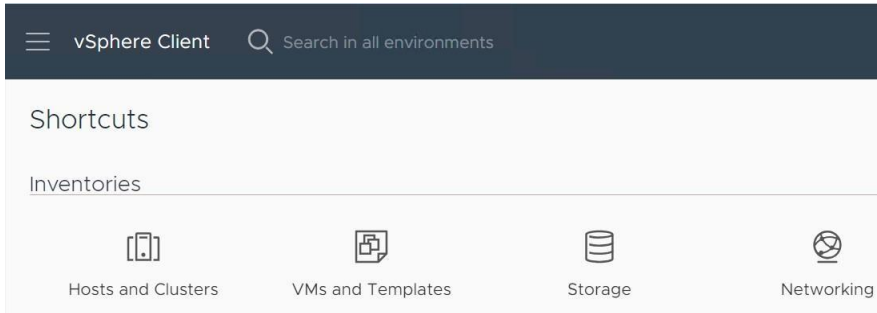 vSphere Client Search in all environments
Shortcuts
Inventories
Hosts and Clusters VMs and Templates Storage Networking